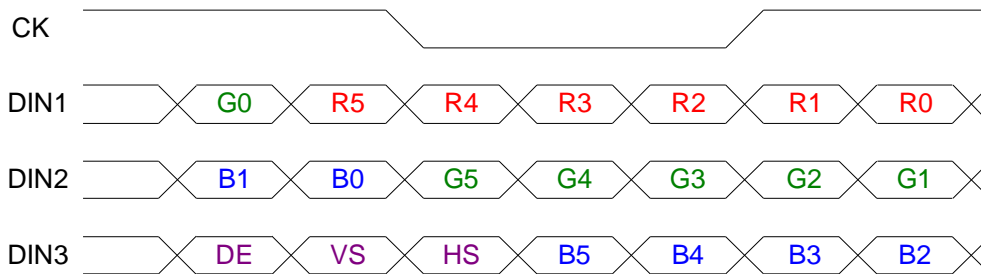 CK
DIN1 G0 R5 R4 R3 R2 R1 R0
DIN2 B1 B0 G5 G4 G3 G2 G1
DIN3 DE VS HS B5 B4 B3 B2